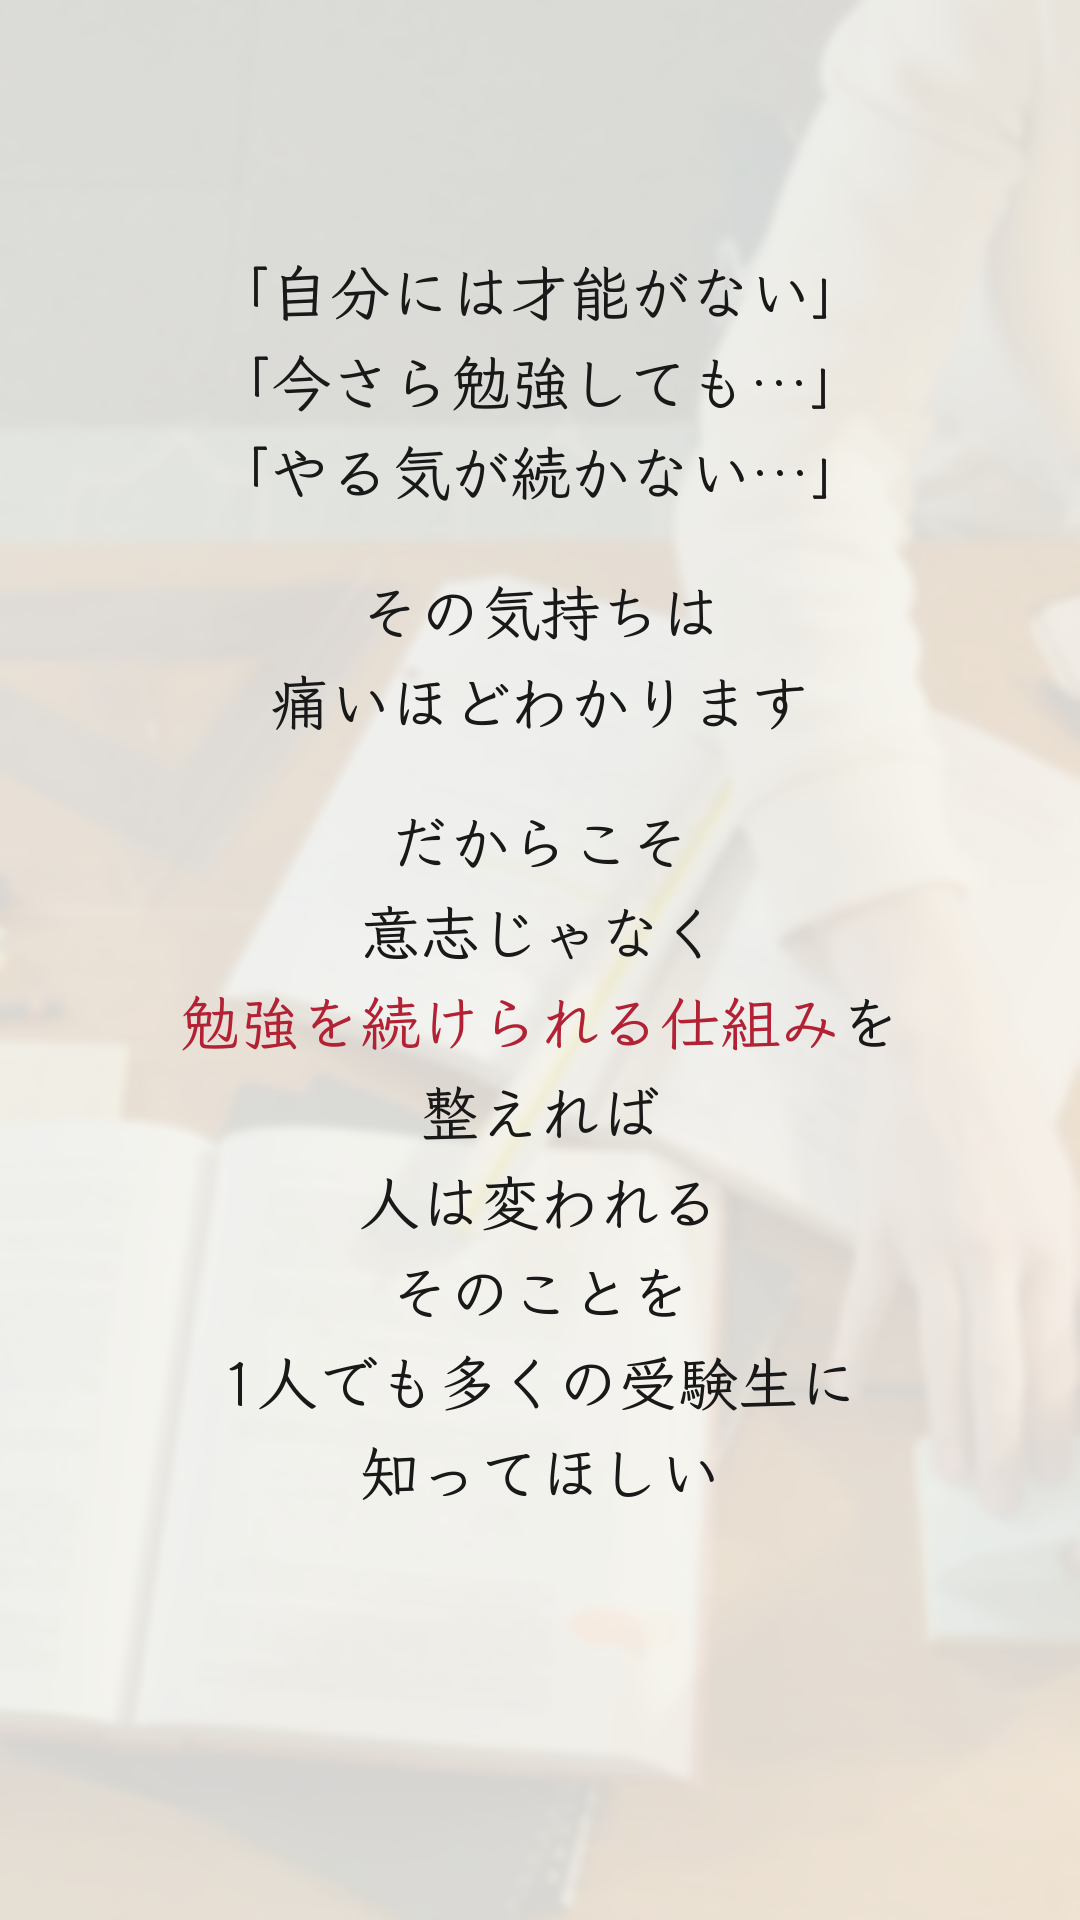 「自分には才能がない」
「今さら勉強しても…」
「やる気が続かない…」
その気持ちは
痛いほどわかります
だからこそ
意志じゃなく
勉強を続けられる仕組みを
整えれば
人は変われる
そのことを
1人でも多くの受験生に
知ってほしい